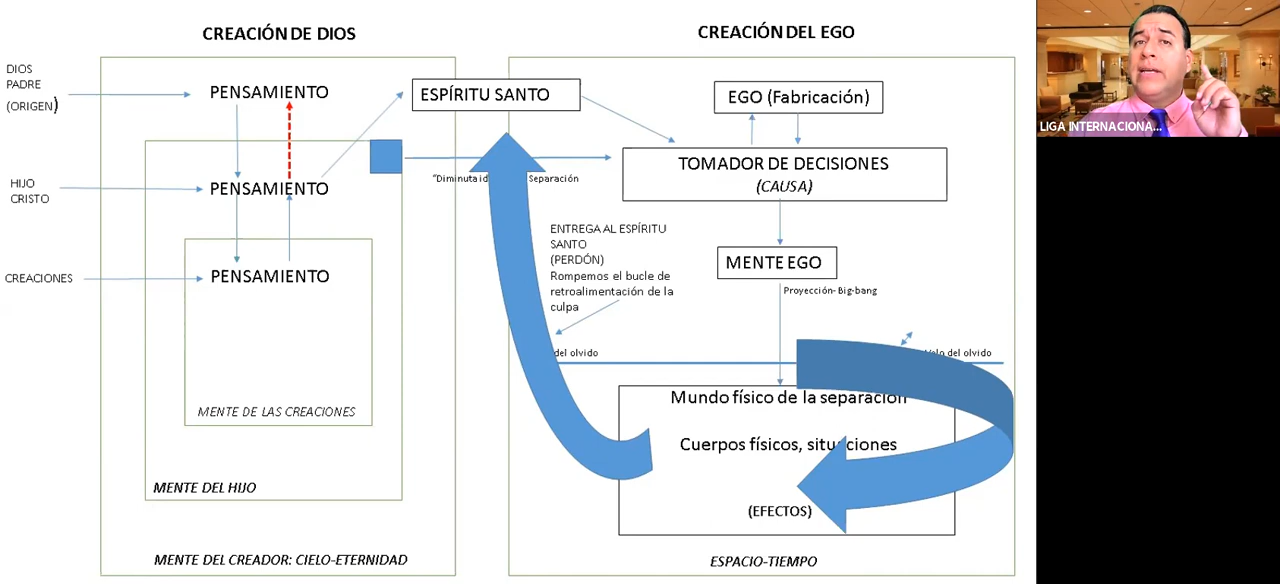 CREACIÓN DE DIOS
CREACIÓN DEL EGO
DIOS
PADRE
(ORIGEN)
PENSAMIENTO
ESPÍRITU SANTO
EGO (Fabricación)
LIGA INTERNACIONA...
TOMADOR DE DECISIONES
(CAUSA)
"Diminuta Separación
HIJO
CRISTO
PENSAMIENTO
ENTREGA AL ESPÍRITU
SANTO
(PERDÓN)
Rompemos el bucle de
retroalimentación de la
culpa
CREACIONES
PENSAMIENTO
MENTE EGO
Proyección- Big-bang
del olvido
Velo del olvido
Mundo físico de la separación
Cuerpos físicos, situaciones
(EFECTOS)
MENTE DE LAS CREACIONES
MENTE DEL HIJO
MENTE DEL CREADOR: CIELO-ETERNIDAD
ESPACIO-TIEMPO